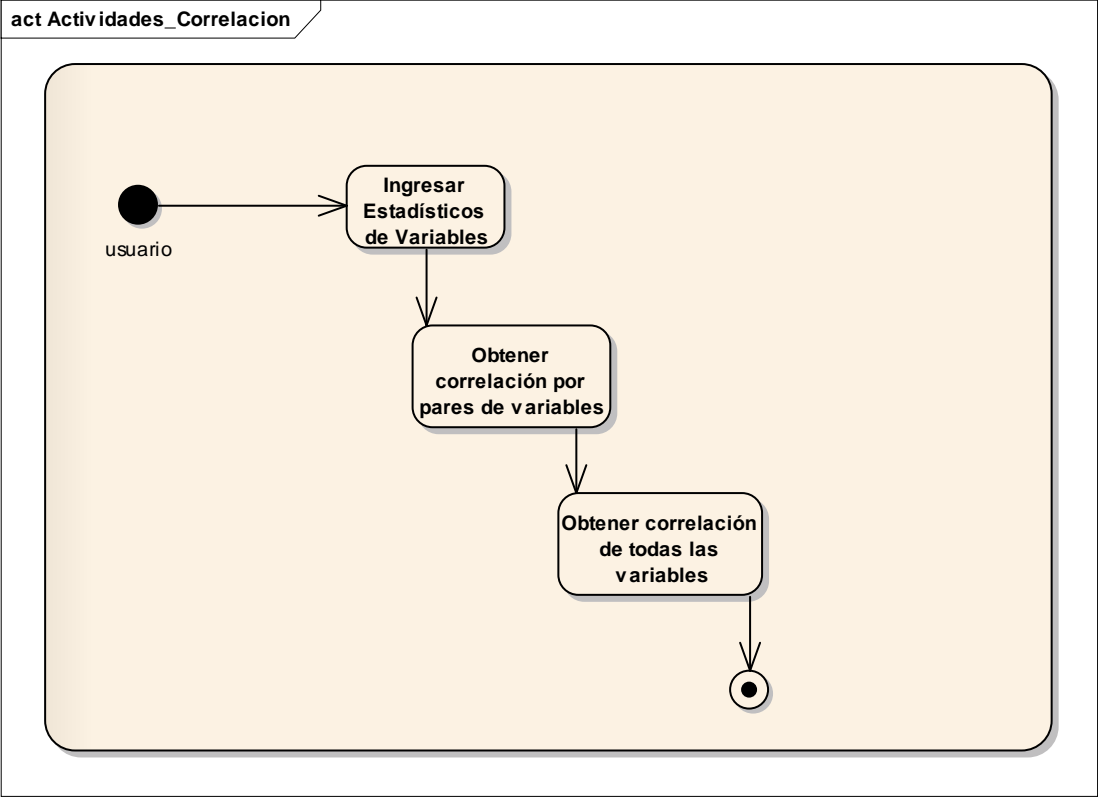 act Actividades_Correlacion
usuario
Ingresar
Estadísticos
de Variables
Obtener
correlación por
pares de variables
Obtener correlación
de todas las
variables